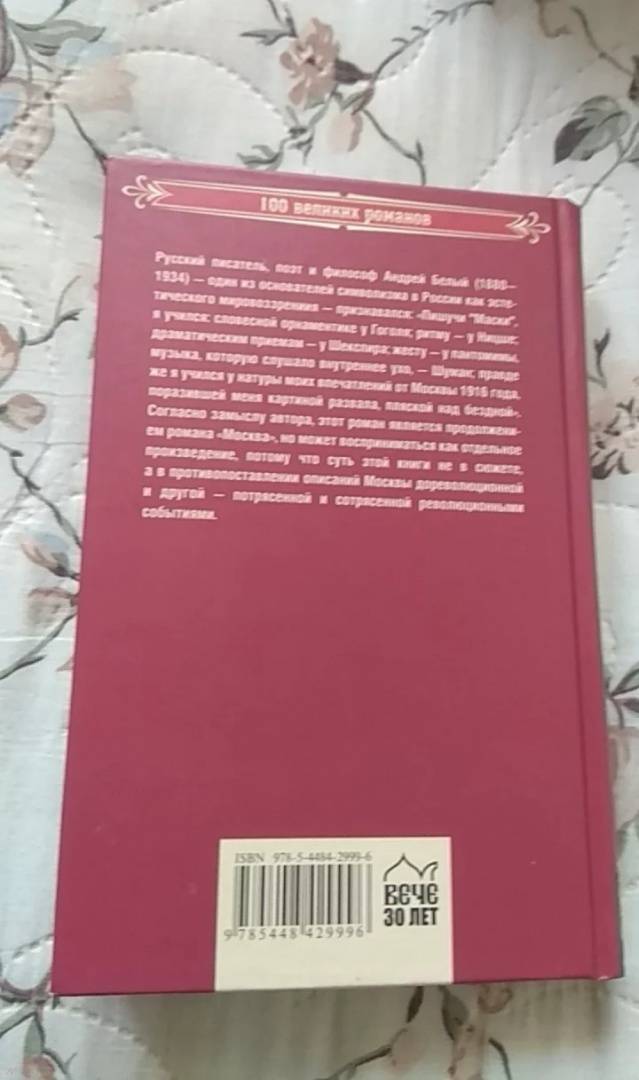 100 великих романов
Русский писатель, поэт и философ Андрей Белый (1880–
1934) — один из основателей символизма в России как эсте-
тического мировоззрения — признавался: «Пишучи "Маски",
я учился: словесной орнаментике у Гоголя; ритму — у Ницше;
драматическим приемам — у Шекспира; жесту — у пантомимы;
музыка, которую слушало внутреннее ухо, — Шуман; правде
же я учился у натуры моих впечатлений от Москвы 1916 года,
поразившей меня картиной развала, пляской над бездной».
Согласно замыслу автора, этот роман является продолжени-
ем романа «Москва», но может восприниматься как отдельное
произведение, потому что суть этой книги не в сюжете,
а в противопоставлении описаний Москвы дореволюционной
и другой — потрясенной и сотрясенной революционными
событиями.
ISBN 978-5-4484-2999-6
9 785448 429996
ВЕЧЕ
30 ЛЕТ